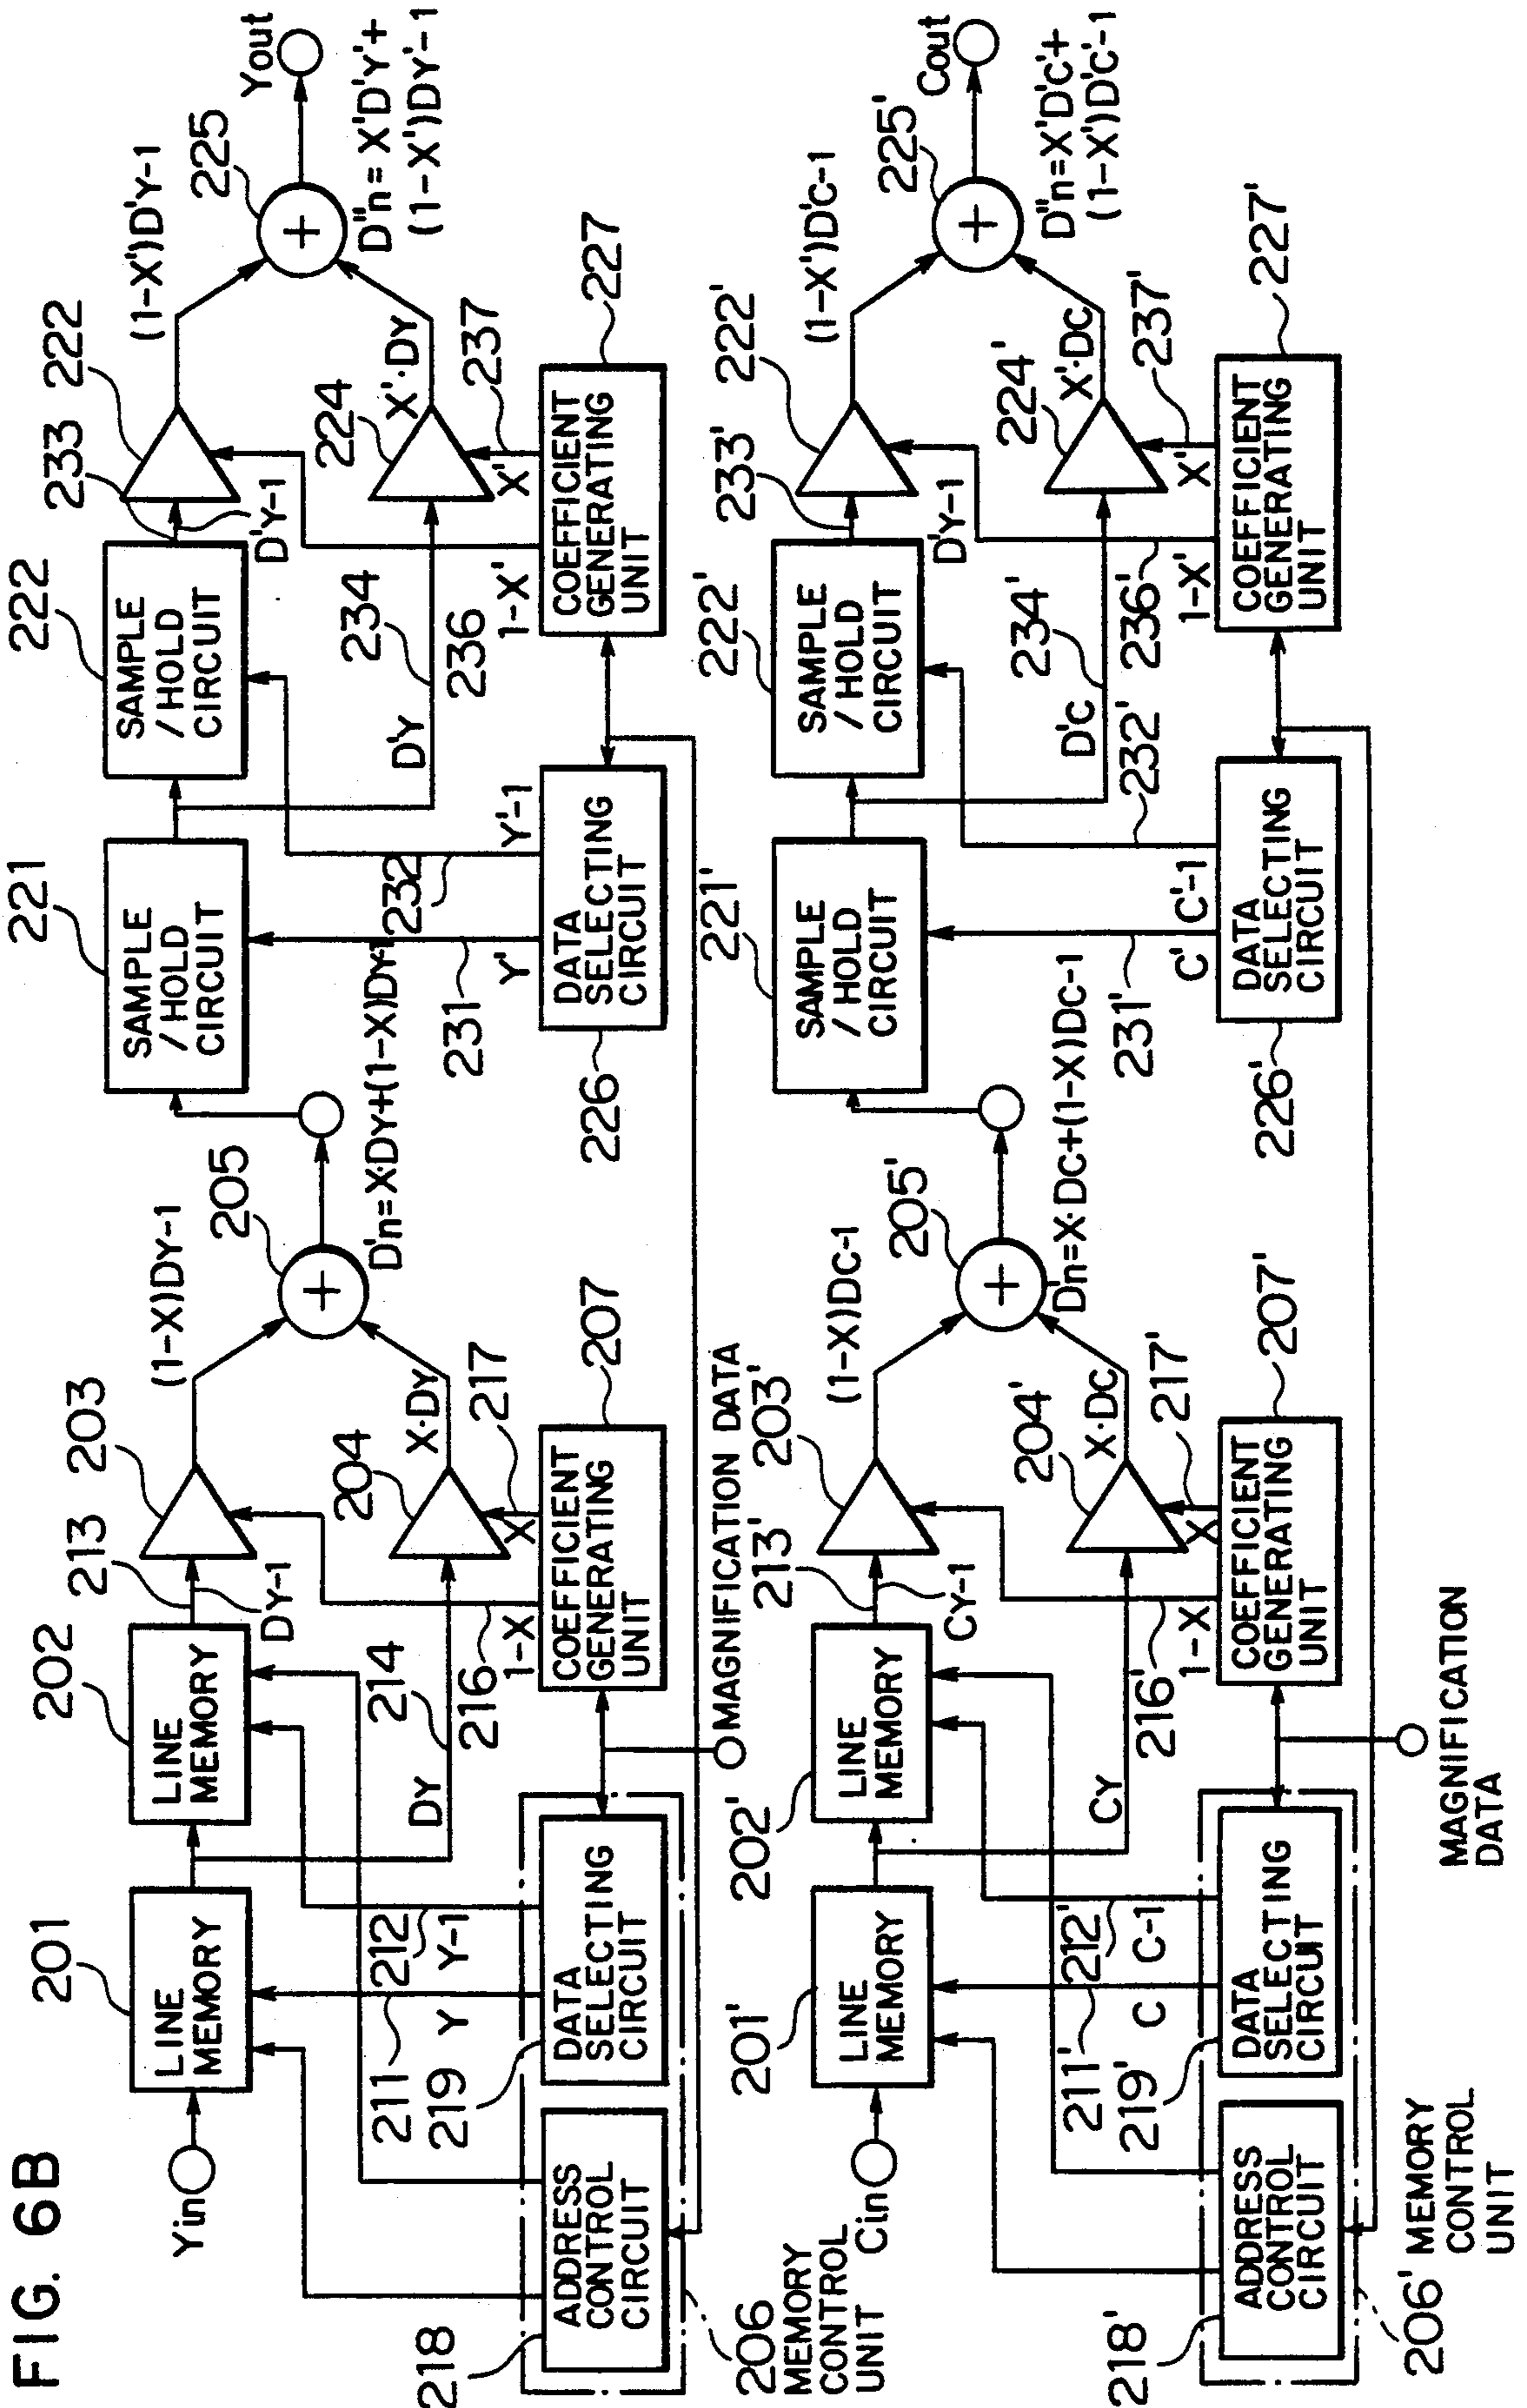 FIG. 6B
Yin
201
LINE
MEMORY
202
LINE
MEMORY
213
203
DY-1
(1-X)DY-1
205
D'n=X·DY+(1-X)DY-1
214
DY
204
X·DY
217
216
1-X
X
COEFFICIENT
GENERATING
UNIT
207
211
Y
212
Y-1
219
DATA
SELECTING
CIRCUIT
218
ADDRESS
CONTROL
CIRCUIT
206
MEMORY
CONTROL
UNIT
MAGNIFICATION DATA
221
SAMPLE
/HOLD
CIRCUIT
222
SAMPLE
/HOLD
CIRCUIT
233
222
D'Y-1
(1-X')D'Y-1
225
Yout
D"n=X'D'Y'+
(1-X')DY'-1
234
D'Y
224
X'·DY
237
236
1-X'
X'
COEFFICIENT
GENERATING
UNIT
227
231
Y'
232
Y'-1
226
DATA
SELECTING
CIRCUIT
Cin
201'
LINE
MEMORY
202'
LINE
MEMORY
213'
203'
CY-1
(1-X)DC-1
205'
D'n=X·DC+(1-X)DC-1
CY
204'
X·DC
217'
216'
1-X
X
COEFFICIENT
GENERATING
UNIT
207'
211'
C
212'
C-1
219'
DATA
SELECTING
CIRCUIT
218'
ADDRESS
CONTROL
CIRCUIT
206'
MEMORY
CONTROL
UNIT
MAGNIFICATION
DATA
221'
SAMPLE
/HOLD
CIRCUIT
222'
SAMPLE
/HOLD
CIRCUIT
233'
222'
D'Y-1
(1-X')D'C-1
225'
Cout
D"n=X'D'C'+
(1-X')D'C'-1
234'
D'C
224'
X'·DC
237'
236'
1-X'
X'
COEFFICIENT
GENERATING
UNIT
227'
231'
C'
232'
C'-1
226'
DATA
SELECTING
CIRCUIT